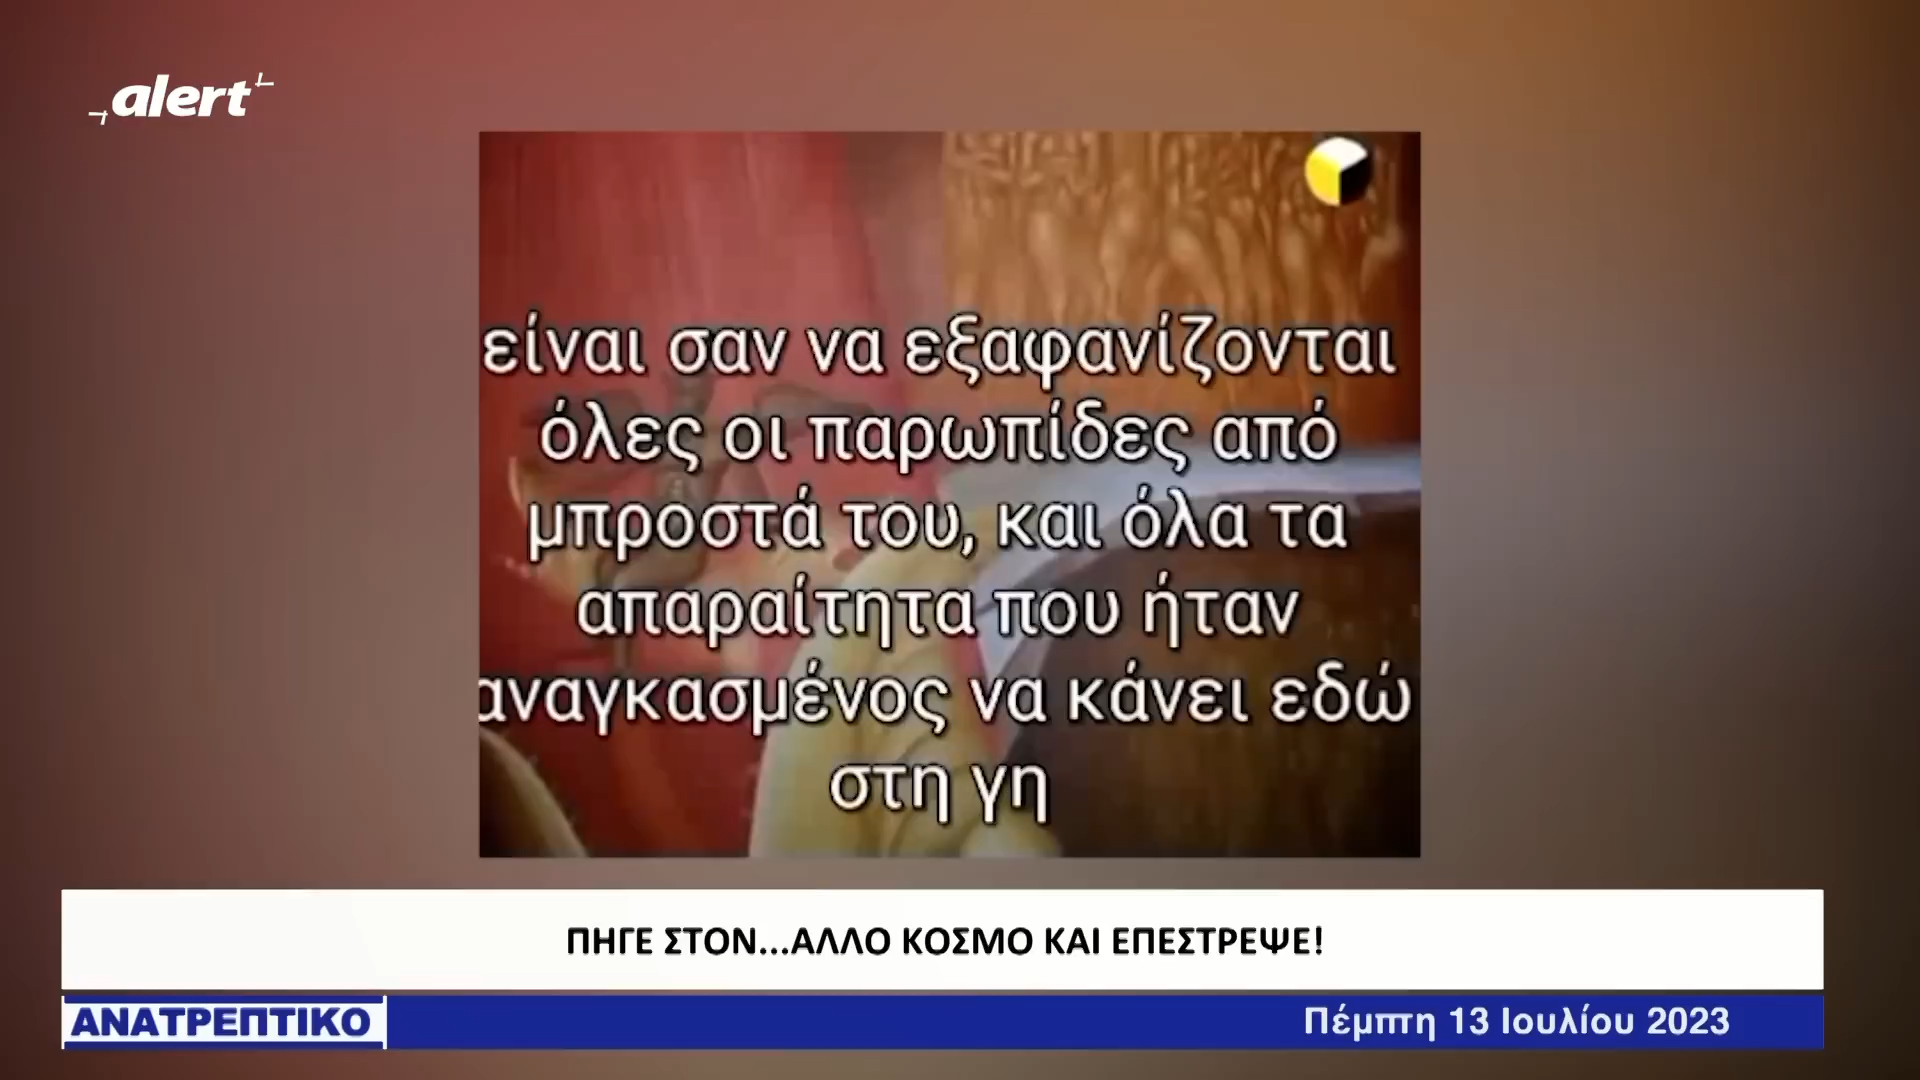 alert
είναι σαν να εξαφανίζονται
όλες οι παρωπίδες από
μπροστά του, και όλα τα
απαραίτητα που ήταν
αναγκασμένος να κάνει εδώ
στη γη
ΠΗΓΕ ΣΤΟΝ...ΑΛΛΟ ΚΟΣΜΟ ΚΑΙ ΕΠΕΣΤΡΕΨΕ!
ΑΝΑΤΡΕΠΤΙΚΟ
Πέμπτη 13 Ιουλίου 2023